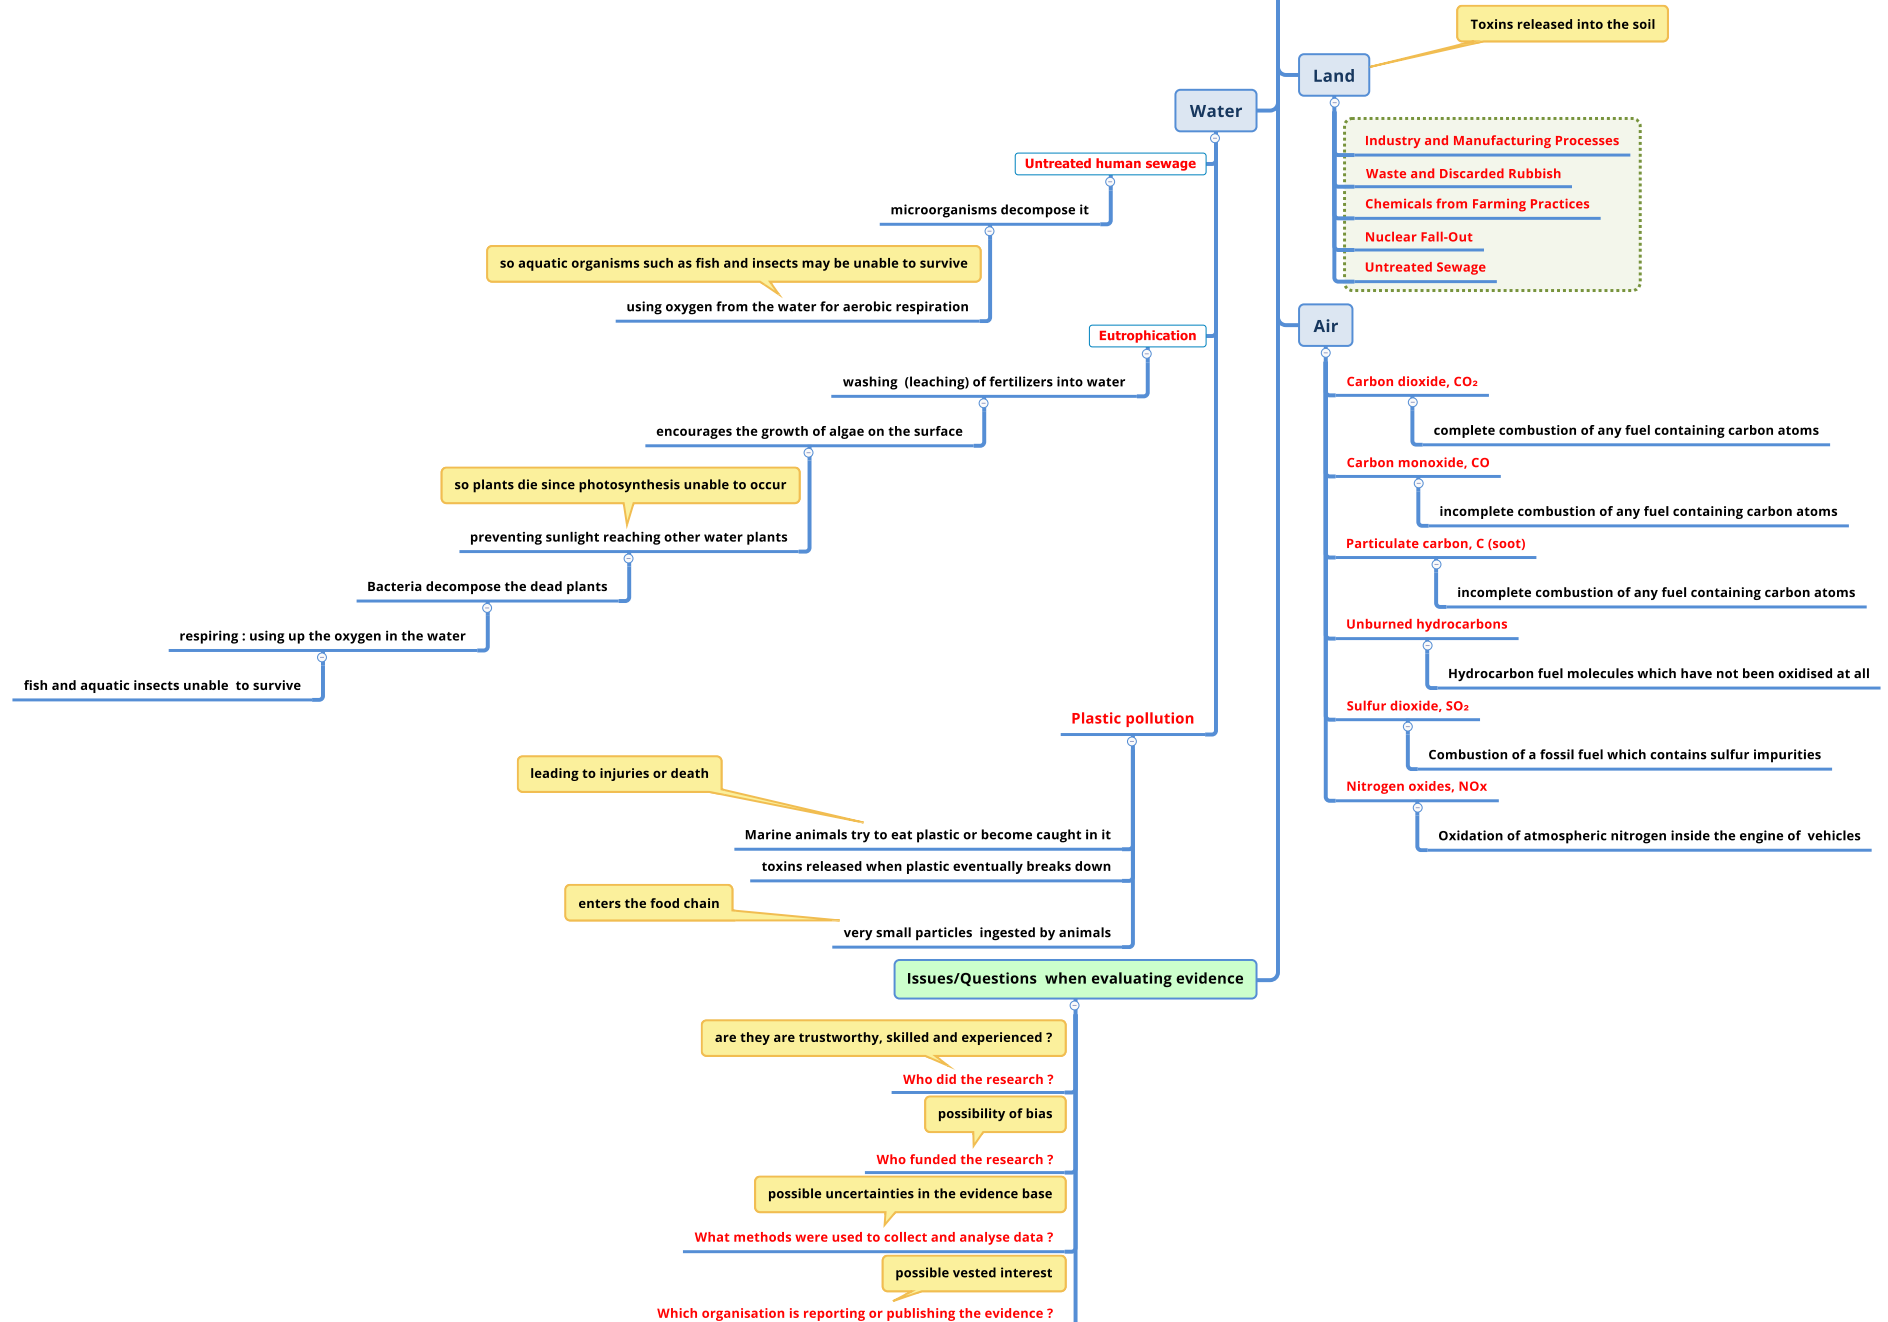 Toxins released into the soil
Land
Industry and Manufacturing Processes
Waste and Discarded Rubbish
Chemicals from Farming Practices
Nuclear Fall-Out
Untreated Sewage
Air
Carbon dioxide, CO₂
complete combustion of any fuel containing carbon atoms
Carbon monoxide, CO
incomplete combustion of any fuel containing carbon atoms
Particulate carbon, C (soot)
incomplete combustion of any fuel containing carbon atoms
Unburned hydrocarbons
Hydrocarbon fuel molecules which have not been oxidised at all
Sulfur dioxide, SO₂
Combustion of a fossil fuel which contains sulfur impurities
Nitrogen oxides, NOx
Oxidation of atmospheric nitrogen inside the engine of  vehicles
Water
Untreated human sewage
microorganisms decompose it
so aquatic organisms such as fish and insects may be unable to survive
using oxygen from the water for aerobic respiration
Eutrophication
washing  (leaching) of fertilizers into water
encourages the growth of algae on the surface
so plants die since photosynthesis unable to occur
preventing sunlight reaching other water plants
Bacteria decompose the dead plants
respiring : using up the oxygen in the water
fish and aquatic insects unable  to survive
Plastic pollution
leading to injuries or death
Marine animals try to eat plastic or become caught in it
toxins released when plastic eventually breaks down
enters the food chain
very small particles  ingested by animals
Issues/Questions  when evaluating evidence
are they are trustworthy, skilled and experienced ?
Who did the research ?
possibility of bias
Who funded the research ?
possible uncertainties in the evidence base
What methods were used to collect and analyse data ?
possible vested interest
Which organisation is reporting or publishing the evidence ?